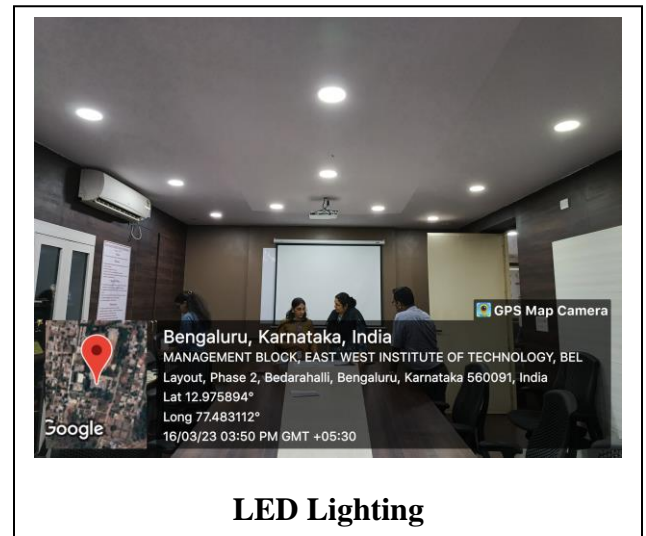 GPS Map Camera
Bengaluru, Karnataka, India
MANAGEMENT BLOCK, EAST WEST INSTITUTE OF TECHNOLOGY, BEL
Layout, Phase 2, Bedarahalli, Bengaluru, Karnataka 560091, India
Lat 12.975894°
Long 77.483112°
16/03/23 03:50 PM GMT +05:30
Google
LED Lighting